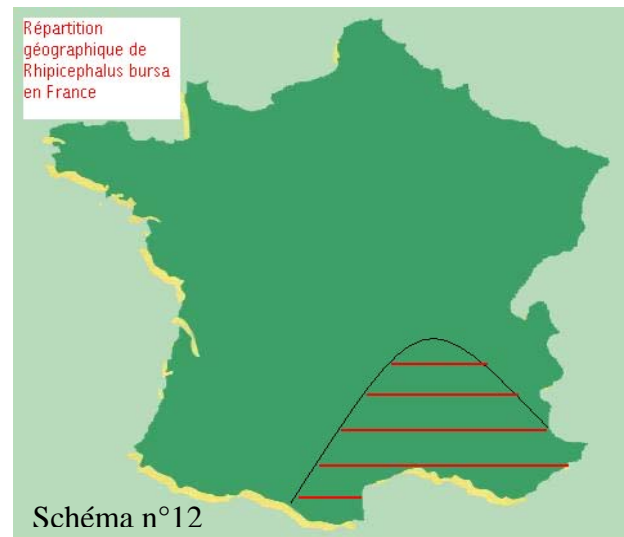 Répartition
géographique de
Rhipicephalus bursa
en France
Schéma n°12